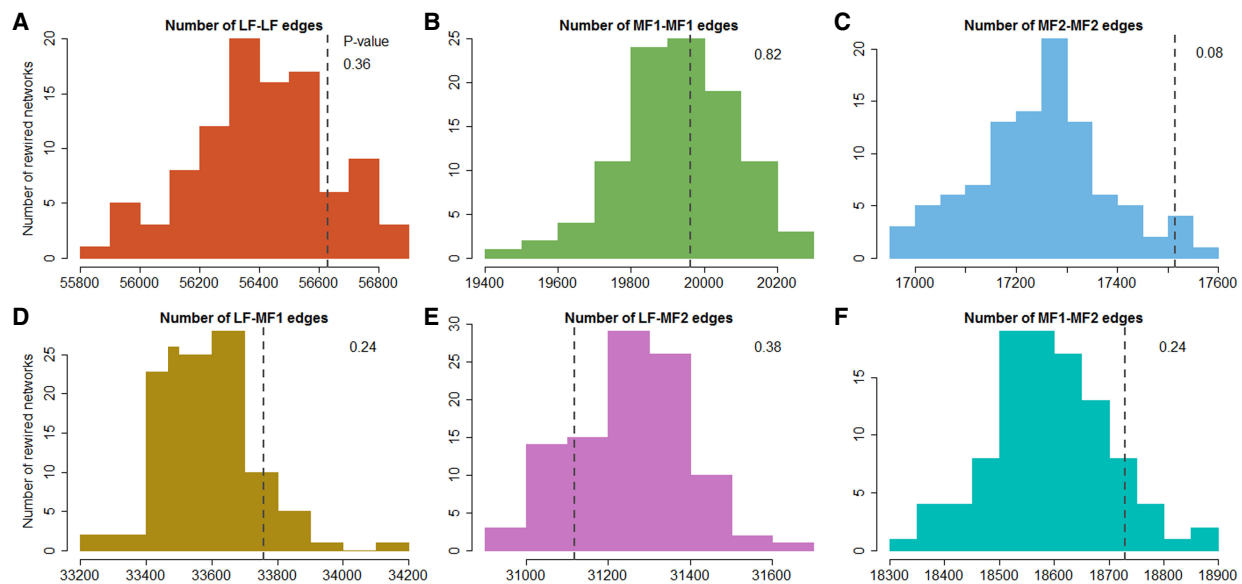 A
Number of LF-LF edges
P-value
0.36
Number of rewired networks
20
15
10
5
0
55800 56000 56200 56400 56600 56800
B
Number of MF1-MF1 edges
0.82
25
20
15
10
5
0
19400 19600 19800 20000 20200
C
Number of MF2-MF2 edges
0.08
20
15
10
5
0
17000 17200 17400 17600
D
Number of LF-MF1 edges
0.24
Number of rewired networks
25
20
15
10
5
0
33200 33400 33600 33800 34000 34200
E
Number of LF-MF2 edges
0.38
30
25
20
15
10
5
0
31000 31200 31400 31600
F
Number of MF1-MF2 edges
0.24
15
10
5
0
18300 18400 18500 18600 18700 18800 18900